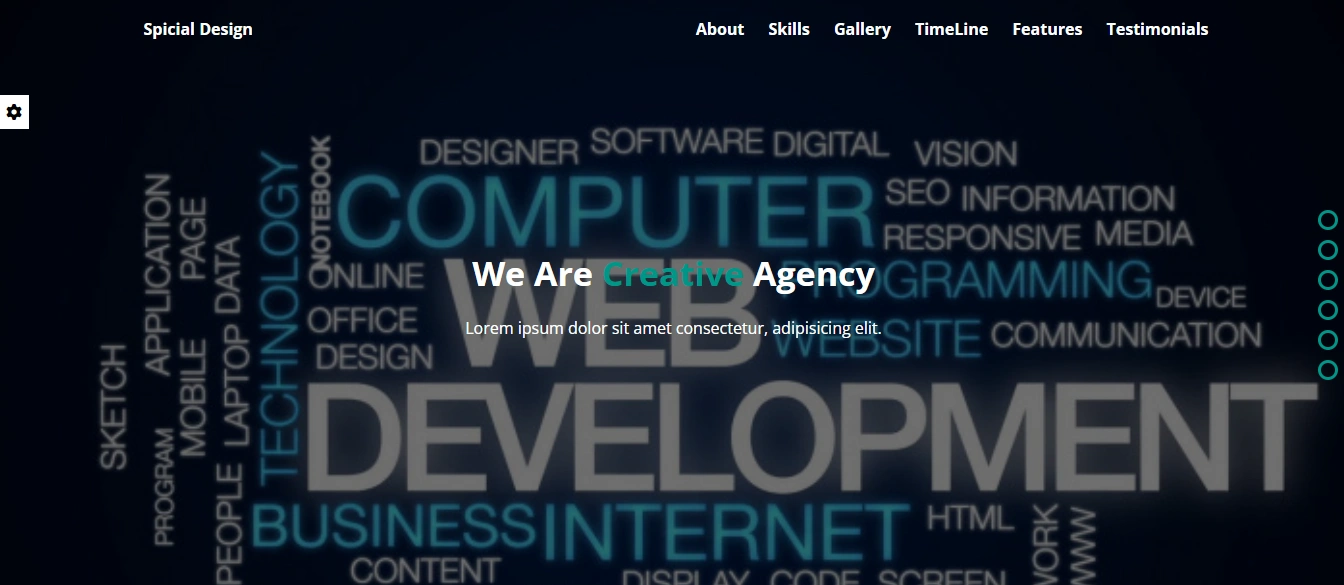 Spicial Design
About Skills Gallery TimeLine Features Testimonials
DESIGNER SOFTWARE DIGITAL VISION
NOTEBOOK
COMPUTER
SEO INFORMATION
RESPONSIVE MEDIA
TECHNOLOGY
APPLICATION
PAGE
DATA
ONLINE
WEB
PROGRAMMING
DEVICE
We Are Creative Agency
OFFICE
Lorem ipsum dolor sit amet consectetur, adipisicing elit.
WEBSITE
COMMUNICATION
DESIGN
SKETCH
MOBILE
LAPTOP
DEVELOPMENT
PROGRAM
PEOPLE
BUSINESS INTERNET
HTML
WORK
WWW
CONTENT
DISPLAY CODE SCREEN